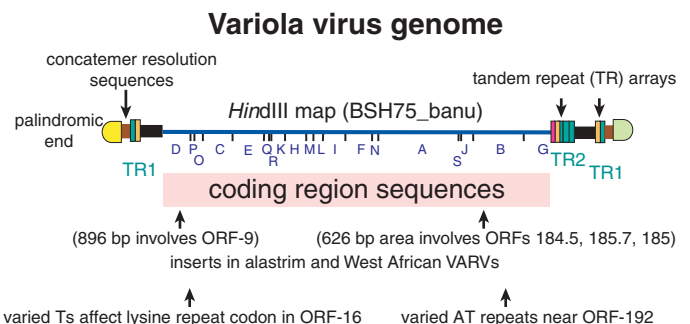 Variola virus genome
concatemer resolution
sequences
tandem repeat (TR) arrays
HindIII map (BSH75_banu)
palindromic
end
D P O C E Q R K H M L I F N A S J B G
TR1
TR2
TR1
coding region sequences
(896 bp involves ORF-9)
(626 bp area involves ORFs 184.5, 185.7, 185)
inserts in alastrim and West African VARVs
varied Ts affect lysine repeat codon in ORF-16
varied AT repeats near ORF-192